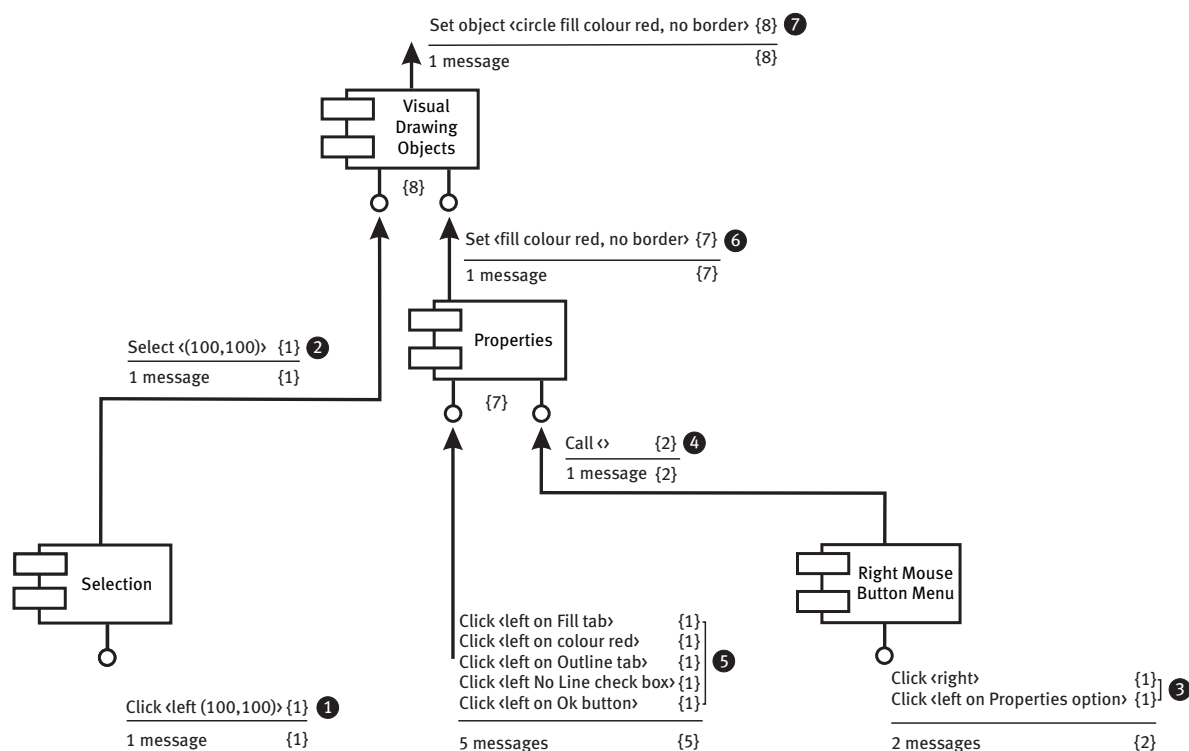 Set object ‹circle fill colour red, no border› {8} 7
1 message {8}
Visual
Drawing
Objects
{8}
Set ‹fill colour red, no border› {7} 6
1 message {7}
Properties
{7}
Select ‹(100,100)› {1} 2
1 message {1}
Call ‹› {2} 4
1 message {2}
Selection
Right Mouse
Button Menu
Click ‹left (100,100)› {1} 1
1 message {1}
Click ‹left on Fill tab› {1}
Click ‹left on colour red› {1}
Click ‹left on Outline tab› {1} 5
Click ‹left No Line check box› {1}
Click ‹left on Ok button› {1}
5 messages {5}
Click ‹right› {1}
Click ‹left on Properties option› {1} 3
2 messages {2}